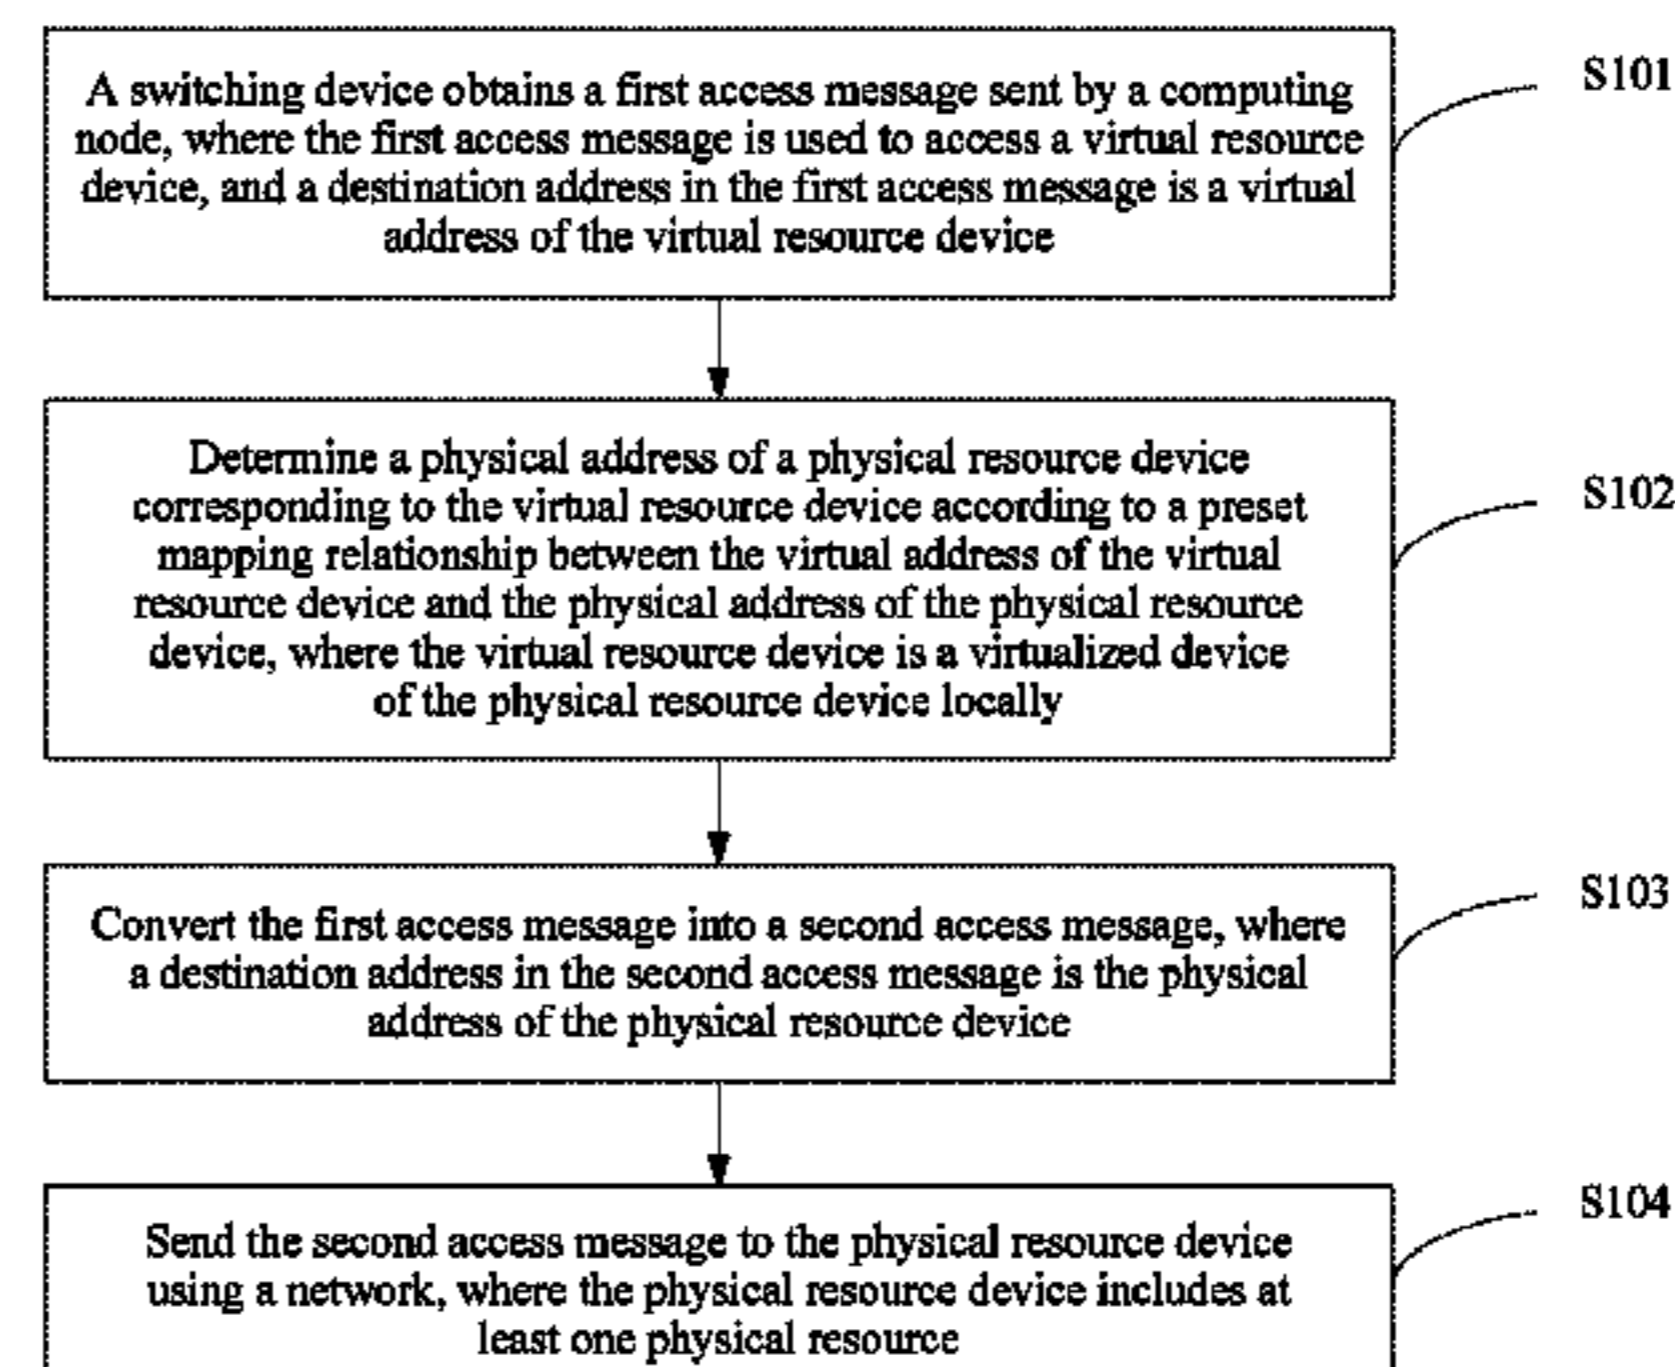 A switching device obtains a first access message sent by a computing
node, where the first access message is used to access a virtual resource
device, and a destination address in the first access message is a virtual
address of the virtual resource device
S101
Determine a physical address of a physical resource device
corresponding to the virtual resource device according to a preset
mapping relationship between the virtual address of the virtual
resource device and the physical address of the physical resource
device, where the virtual resource device is a virtualized device
of the physical resource device locally
S102
Convert the first access message into a second access message, where
a destination address in the second access message is the physical
address of the physical resource device
S103
Send the second access message to the physical resource device
using a network, where the physical resource device includes at
least one physical resource
S104